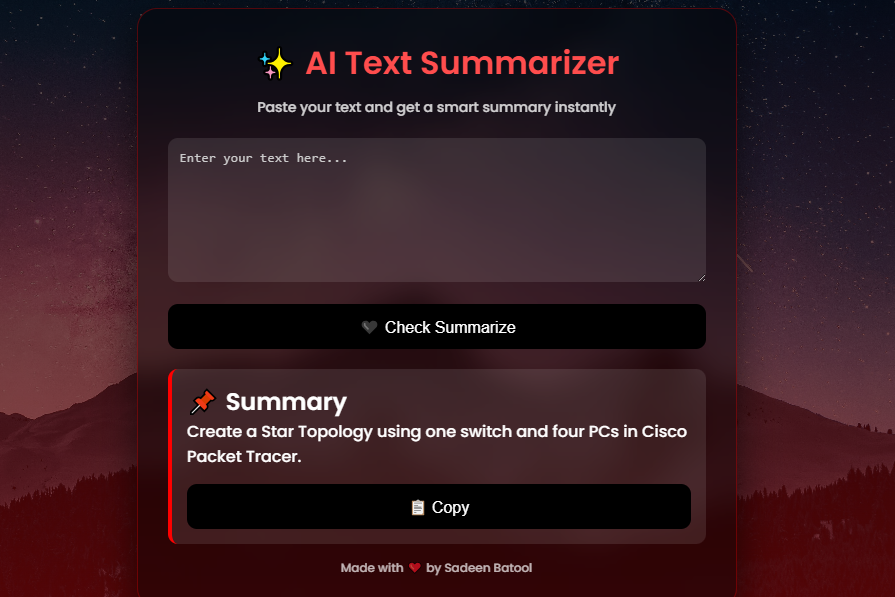 ✨ AI Text Summarizer
Paste your text and get a smart summary instantly
Enter your text here...
🖤 Check Summarize
📌 Summary
Create a Star Topology using one switch and four PCs in Cisco
Packet Tracer.
📋 Copy
Made with ❤️ by Sadeen Batool